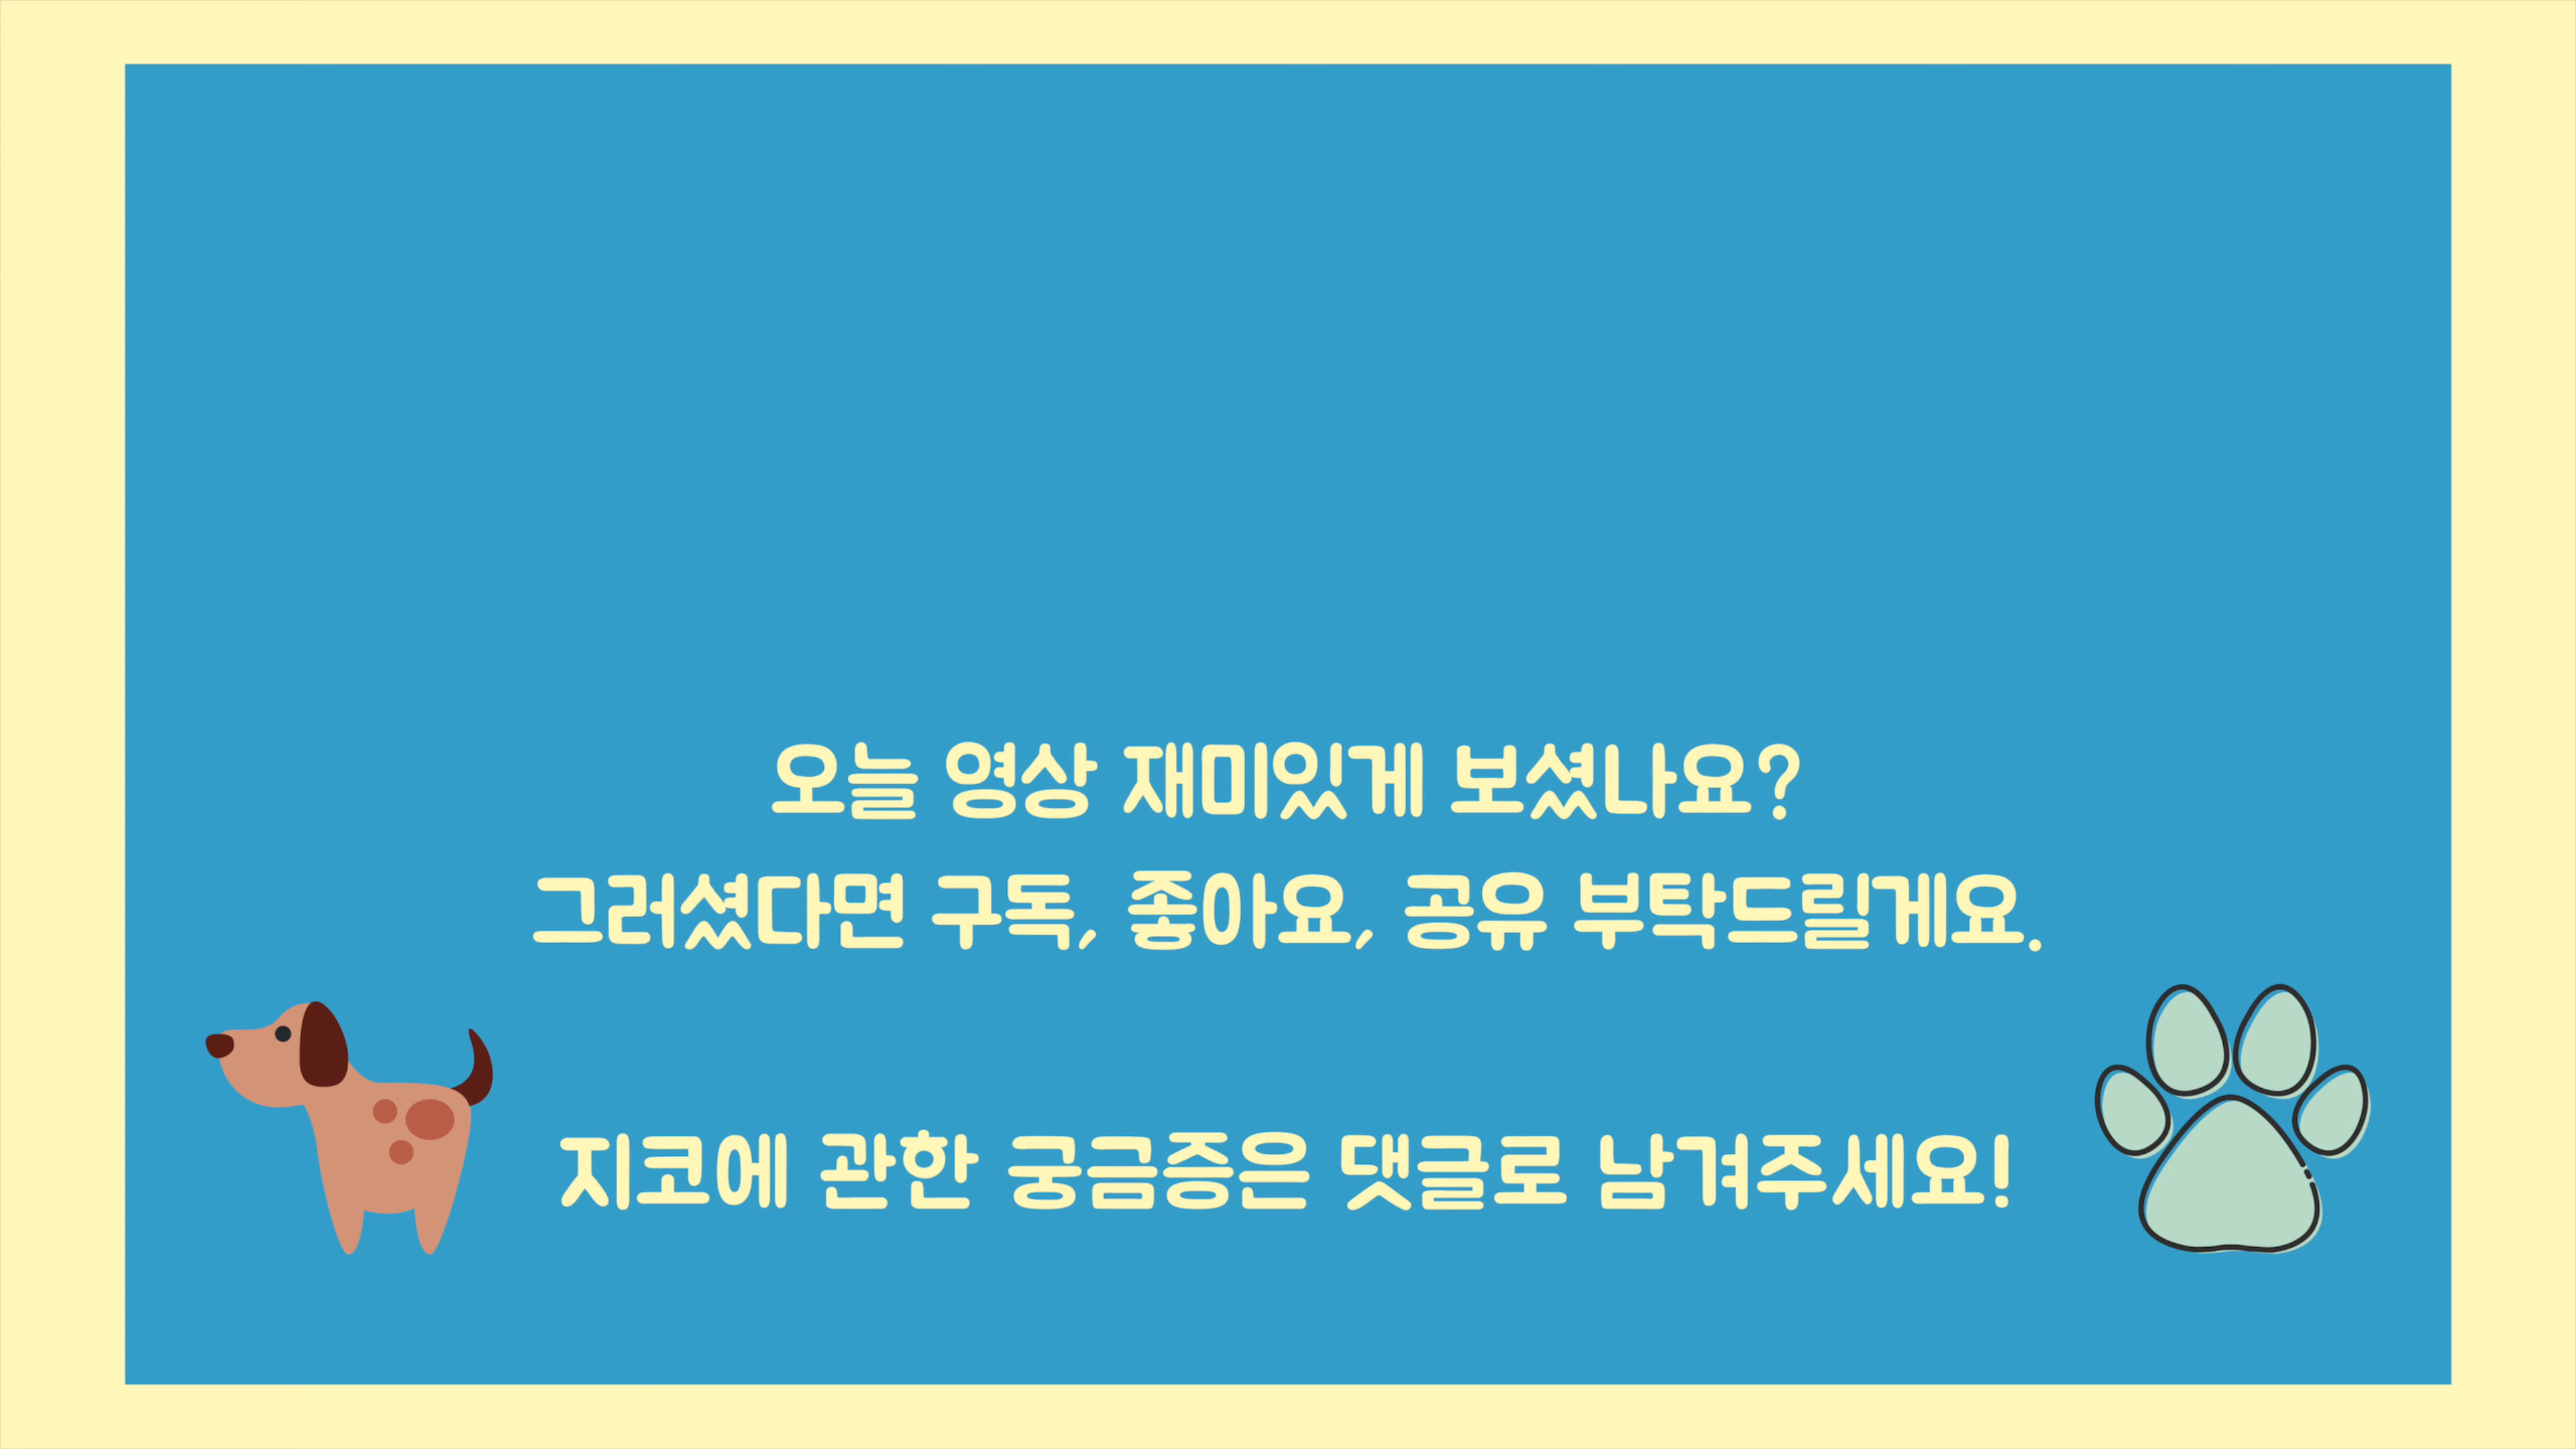 오늘 영상 재미있게 보셨나요?
그러셨다면 구독, 좋아요, 공유 부탁드릴게요.
지코에 관한 궁금증은 댓글로 남겨주세요!